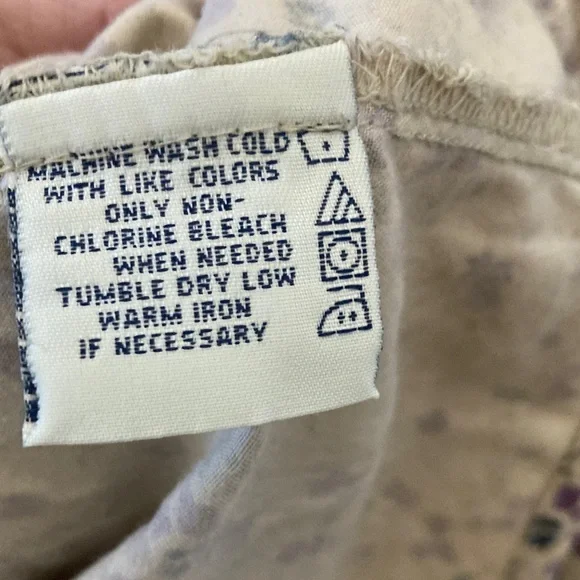 MACHINE WASH COLD
WITH LIKE COLORS
ONLY NON-
CHLORINE BLEACH
WHEN NEEDED
TUMBLE DRY LOW
WARM IRON
IF NECESSARY